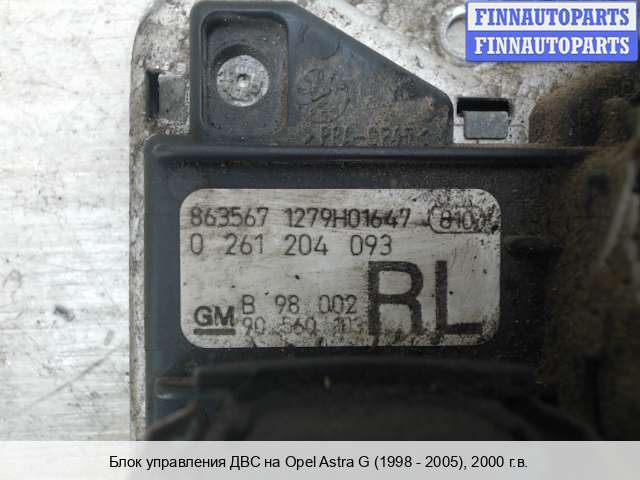 FINNAUTOPARTS
FINNAUTOPARTS
863567 1279H01647 810
0 261 204 093
GM B 98 002 RL
90 560 103
Блок управления ДВС на Opel Astra G (1998 - 2005), 2000 г.в.